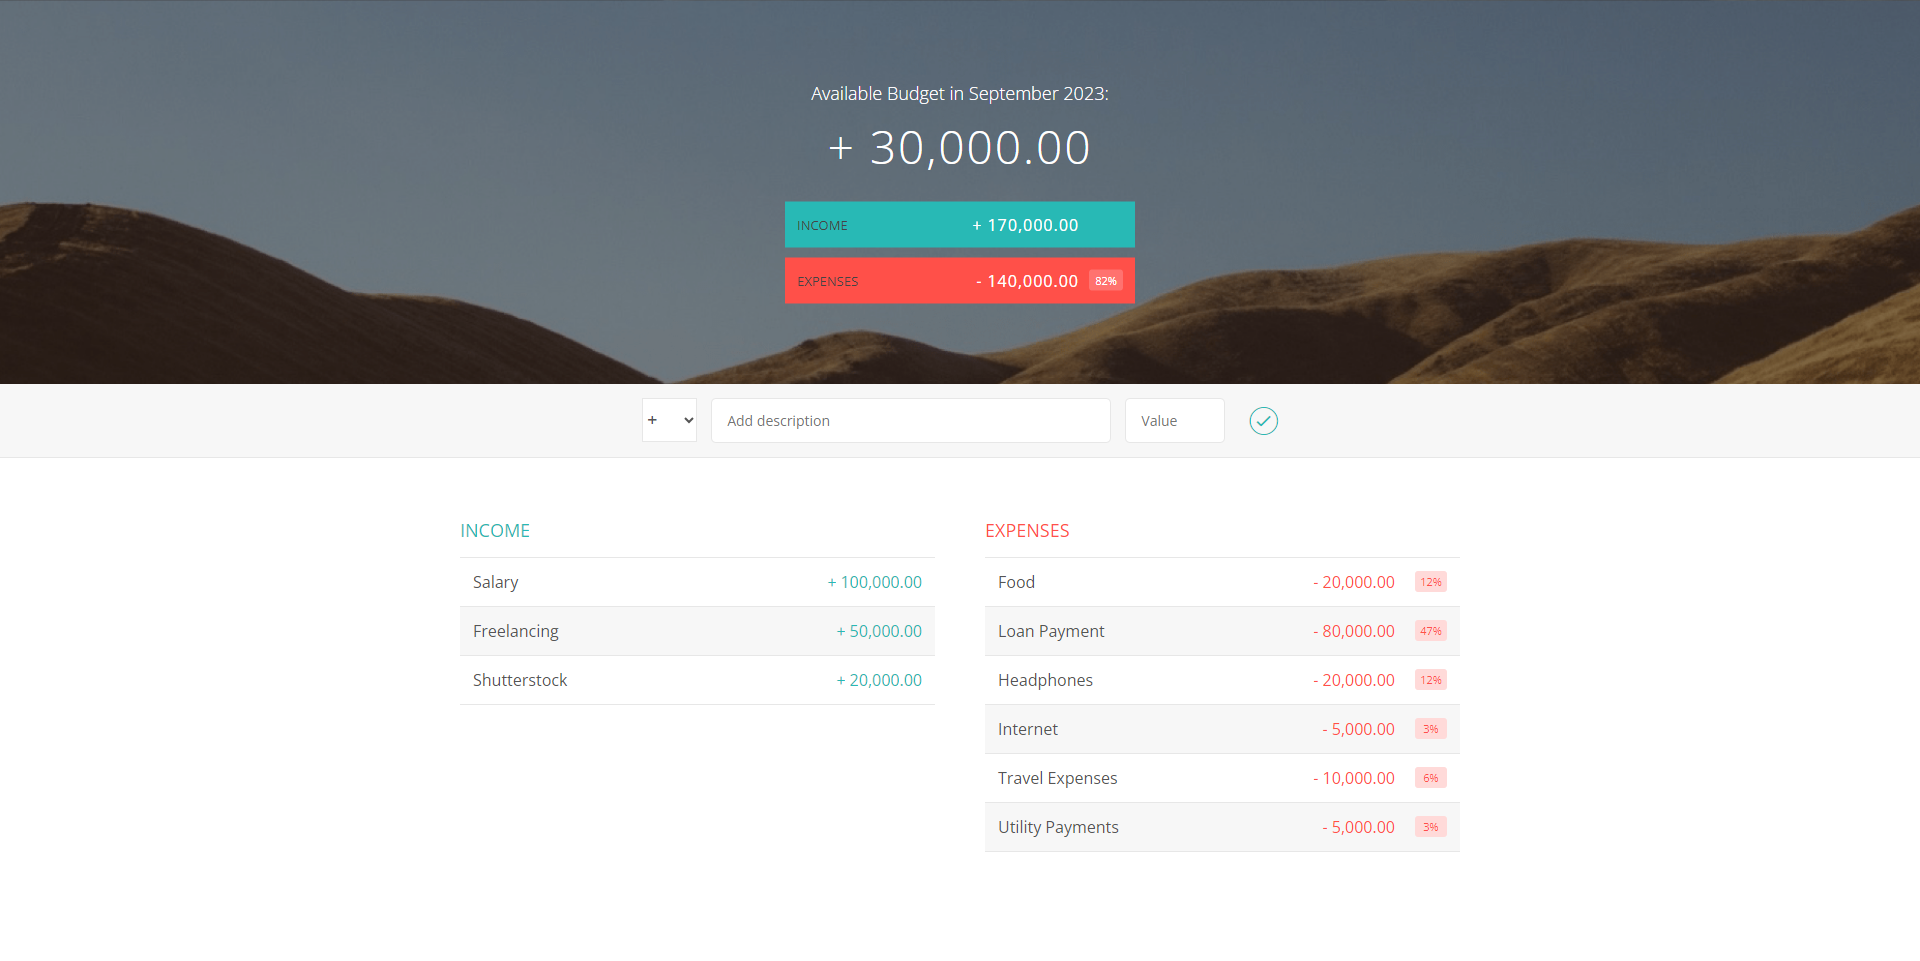 Available Budget in September 2023:
+ 30,000.00
INCOME + 170,000.00
EXPENSES - 140,000.00 82%
+ Add description Value
INCOME
Salary + 100,000.00
Freelancing + 50,000.00
Shutterstock + 20,000.00
EXPENSES
Food - 20,000.00 12%
Loan Payment - 80,000.00 47%
Headphones - 20,000.00 12%
Internet - 5,000.00 3%
Travel Expenses - 10,000.00 6%
Utility Payments - 5,000.00 3%